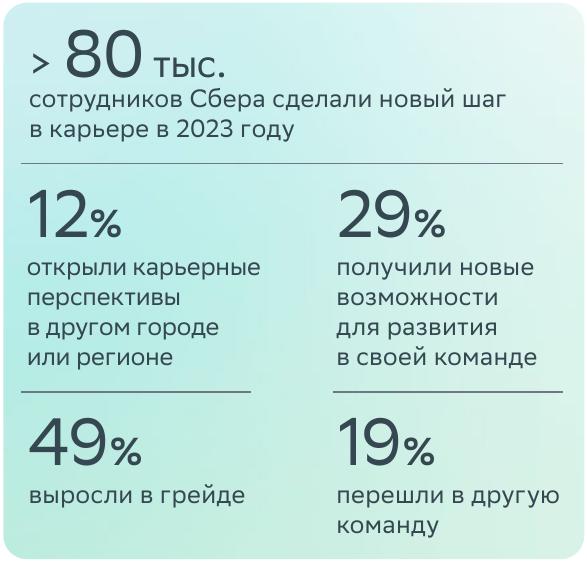 > 80 тыс.
сотрудников Сбера сделали новый шаг
в карьере в 2023 году
12%
открыли карьерные
перспективы
в другом городе
или регионе
29%
получили новые
возможности
для развития
в своей команде
49%
выросли в грейде
19%
перешли в другую
команду